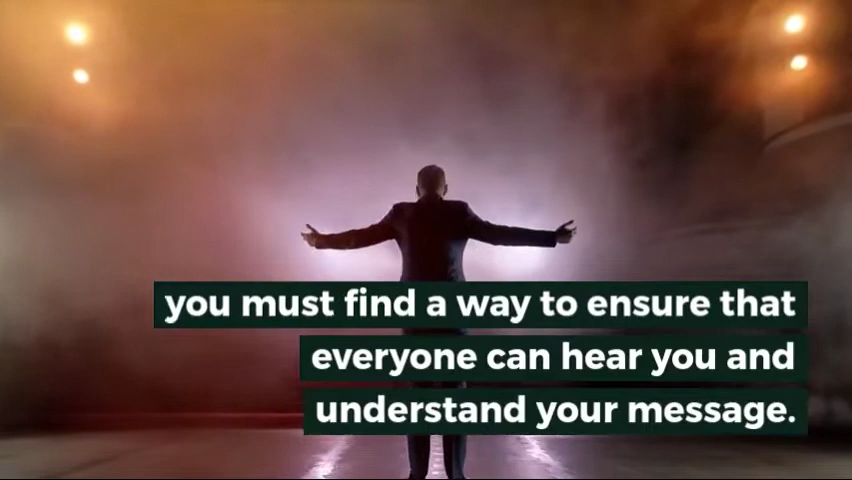 you must find a way to ensure that
everyone can hear you and
understand your message.